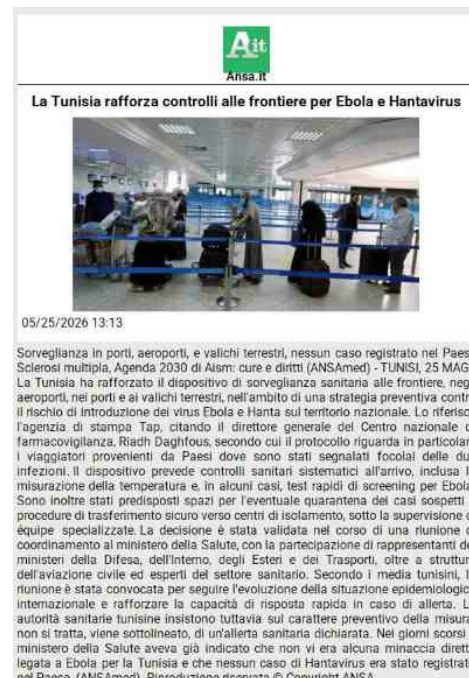 Ait
Ansa.it
La Tunisia rafforza controlli alle frontiere per Ebola e Hantavirus
05/25/2026 13:13
Sorveglianza in porti, aeroporti, e valichi terrestri, nessun caso registrato nel Paes
Sclerosi multipla, Agenda 2030 di Aism: cure e diritti (ANSAmed) - TUNISI, 25 MAG
La Tunisia ha rafforzato il dispositivo di sorveglianza sanitaria alle frontiere, neg
aeroporti, nei porti e ai valichi terrestri, nell'ambito di una strategia preventiva contr
il rischio di introduzione dei virus Ebola e Hanta sul territorio nazionale. Lo riferisc
l'agenzia di stampa Tap, citando il direttore generale del Centro nazionale d
farmacovigilanza, Riadh Daghfous, secondo cui il protocollo riguarda in particolar
i viaggiatori provenienti da Paesi dove sono stati segnalati focolai delle du
infezioni. Il dispositivo prevede controlli sanitari sistematici all'arrivo, inclusa l
misurazione della temperatura e, in alcuni casi, test rapidi di screening per Ebola
Sono inoltre stati predisposti spazi per l'eventuale quarantena dei casi sospetti
procedure di trasferimento sicuro verso centri di isolamento, sotto la supervisione d
équipe specializzate. La decisione è stata validata nel corso di una riunione d
coordinamento al ministero della Salute, con la partecipazione di rappresentanti de
ministeri della Difesa, dell'Interno, degli Esteri e dei Trasporti, oltre a struttur
dell'aviazione civile ed esperti del settore sanitario. Secondo i media tunisini, l
riunione è stata convocata per seguire l'evoluzione della situazione epidemiologic
internazionale e rafforzare la capacità di risposta rapida in caso di allerta. L
autorità sanitarie tunisine insistono tuttavia sul carattere preventivo della misura
non si tratta, viene sottolineato, di un'allerta sanitaria dichiarata. Nei giorni scorsi
ministero della Salute aveva già indicato che non vi era alcuna minaccia dirett
legata a Ebola per la Tunisia e che nessun caso di Hantavirus era stato registrat
nel Paese. (ANSAmed). Riproduzione riservata © Copyright ANSA